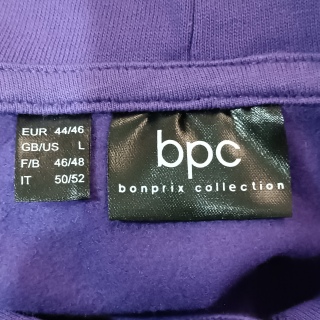 EUR 44/46
GB/US L
F/B 46/48
IT 50/52
bpc
bonprix collection